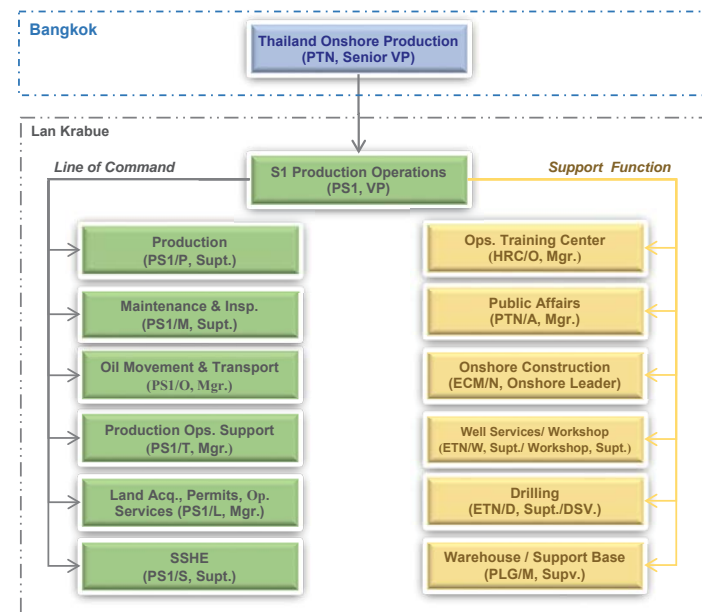 Bangkok
Thailand Onshore Production
(PTN, Senior VP)
Lan Krabue
Line of Command
Support Function
S1 Production Operations
(PS1, VP)
Production
(PS1/P, Supt.)
Maintenance & Insp.
(PS1/M, Supt.)
Oil Movement & Transport
(PS1/O, Mgr.)
Production Ops. Support
(PS1/T, Mgr.)
Land Acq., Permits, Op.
Services (PS1/L, Mgr.)
SSHE
(PS1/S, Supt.)
Ops. Training Center
(HRC/O, Mgr.)
Public Affairs
(PTN/A, Mgr.)
Onshore Construction
(ECM/N, Onshore Leader)
Well Services/ Workshop
(ETN/W, Supt./ Workshop, Supt.)
Drilling
(ETN/D, Supt./DSV.)
Warehouse / Support Base
(PLG/M, Supv.)